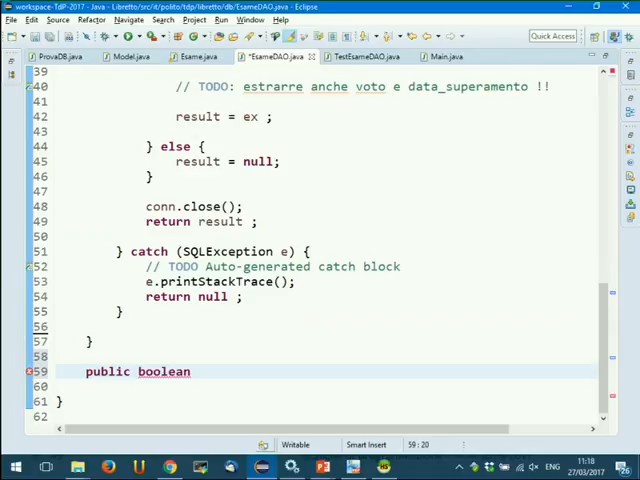 workspace-TdP-2017 - Java - Libretto/src/it/polito/tdp/libretto/db/EsameDAO.java - Eclipse
File Edit Source Refactor Navigate Search Project Run Window Help
Quick Access
ProvaDB.java Model.java Esame.java *EsameDAO.java TestEsameDAO.java Main.java
39
40 // TODO: estrarre anche voto e data_superamento !!
41
42 result = ex ;
43
44 } else {
45 result = null;
46 }
47
48 conn.close();
49 return result ;
50
51 } catch (SQLException e) {
52 // TODO Auto-generated catch block
53 e.printStackTrace();
54 return null ;
55 }
56
57 }
58
59 public boolean
60
61 }
62
Writable Smart Insert 59 : 20
ENG 11:18
27/03/2017